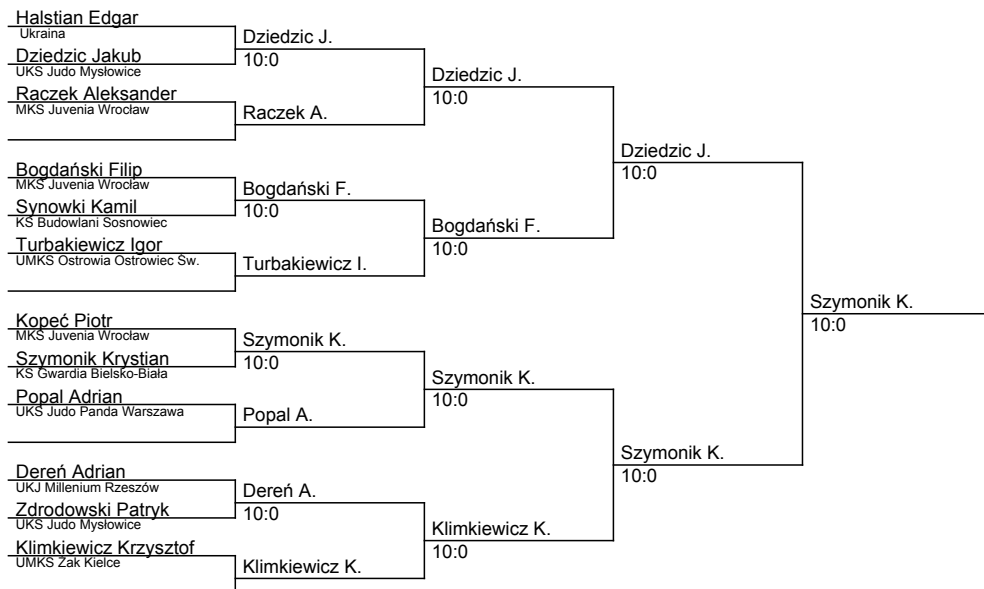 Halstian Edgar
Ukraina
Dziedzic Jakub
UKS Judo Mysłowice
Raczek Aleksander
MKS Juvenia Wrocław
Bogdański Filip
MKS Juvenia Wrocław
Synowki Kamil
KS Budowlani Sosnowiec
Turbakiewicz Igor
UMKS Ostrowia Ostrowiec Św.
Kopeć Piotr
MKS Juvenia Wrocław
Szymonik Krystian
KS Gwardia Bielsko-Biała
Popal Adrian
UKS Judo Panda Warszawa
Dereń Adrian
UKJ Millenium Rzeszów
Zdrodowski Patryk
UKS Judo Mysłowice
Klimkiewicz Krzysztof
UMKS Żak Kielce
Dziedzic J.
10:0
Raczek A.
Bogdański F.
10:0
Turbakiewicz I.
Szymonik K.
10:0
Popal A.
Dereń A.
10:0
Klimkiewicz K.
Dziedzic J.
10:0
Bogdański F.
10:0
Szymonik K.
10:0
Klimkiewicz K.
10:0
Dziedzic J.
10:0
Szymonik K.
10:0
Szymonik K.
10:0